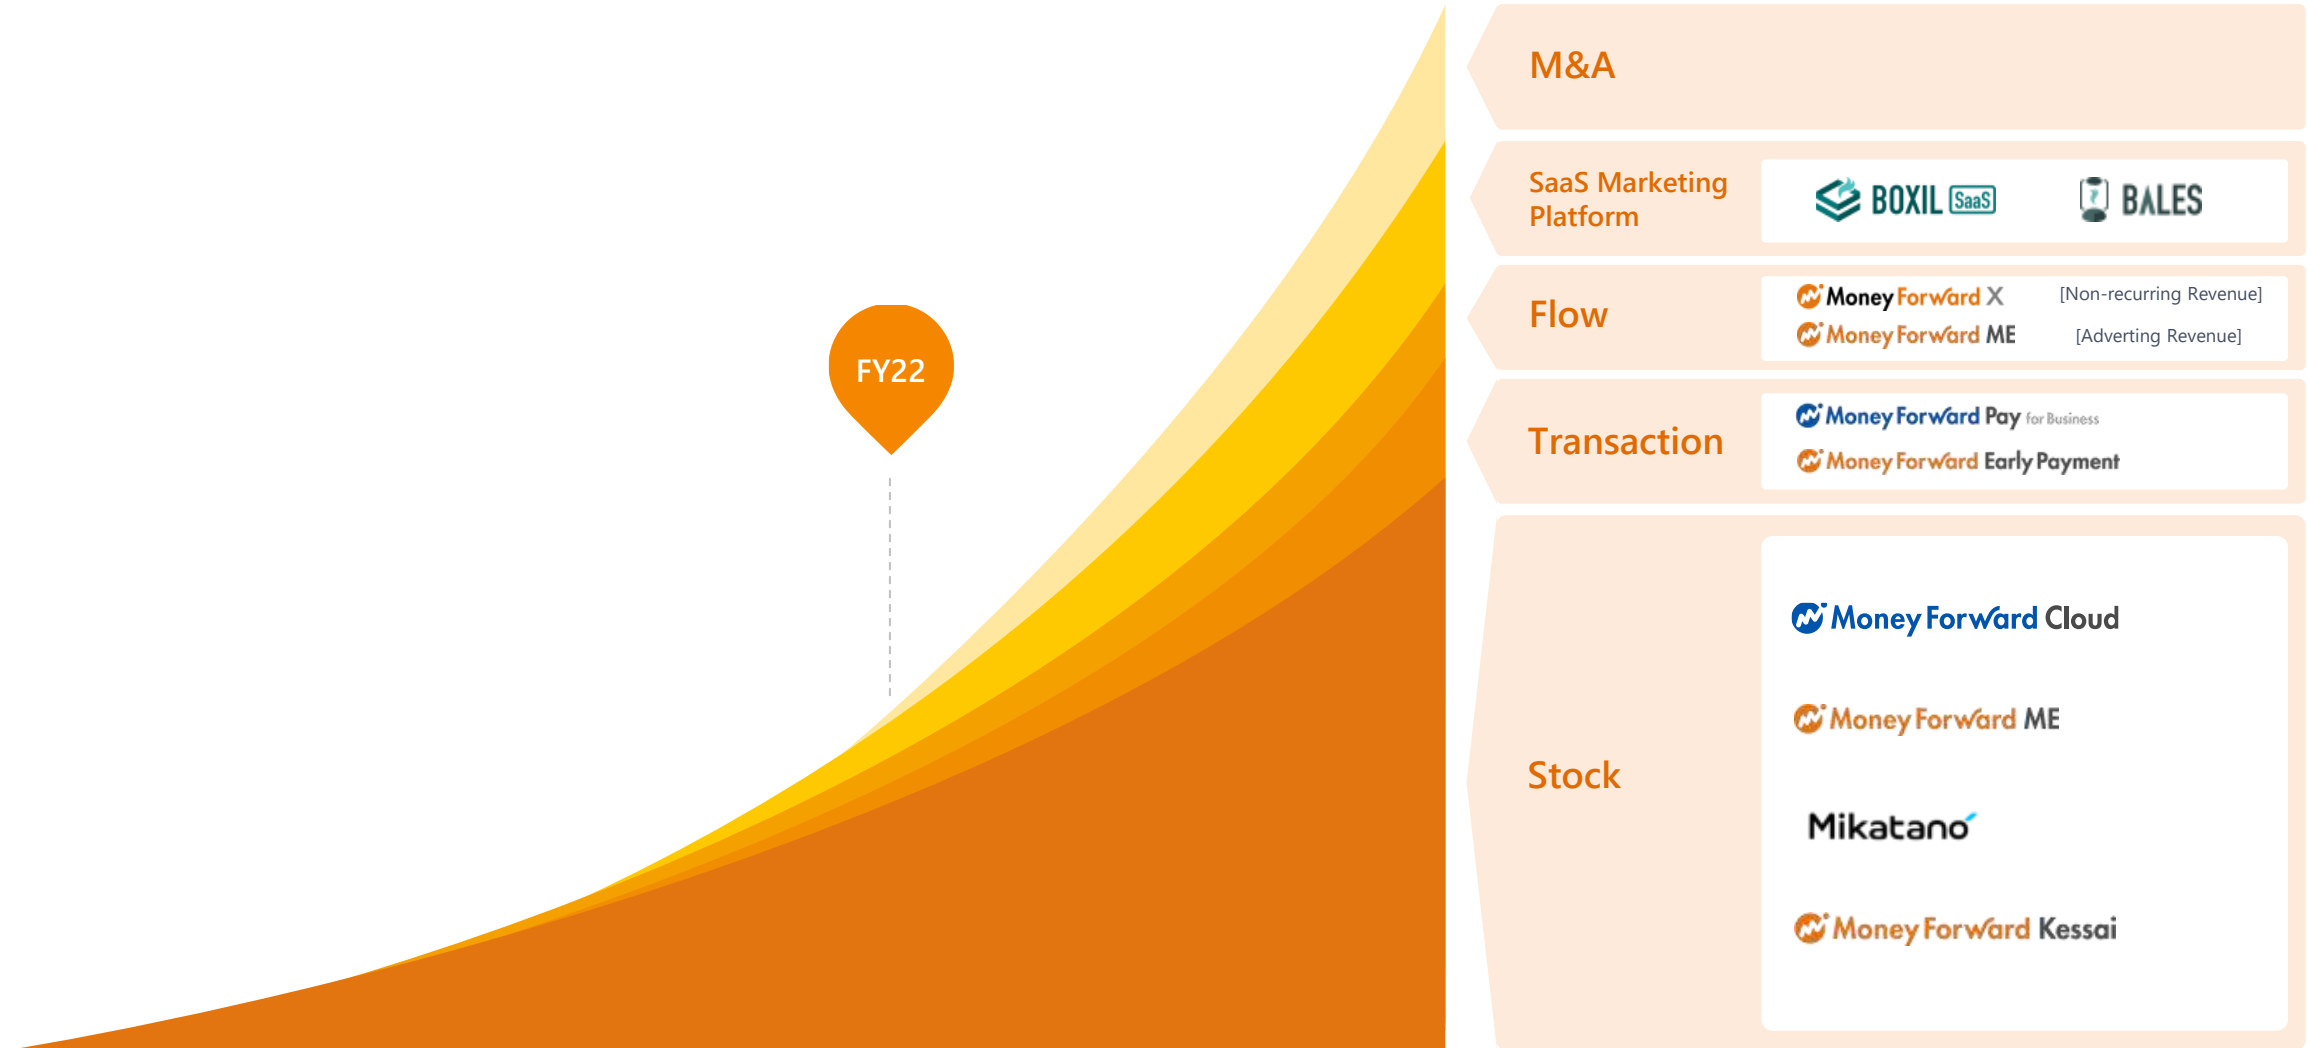 FY22
M&A
SaaS Marketing
Platform
BOXIL SaaS
BALES
Flow
Money Forward X
[Non-recurring Revenue]
Money Forward ME
[Adverting Revenue]
Transaction
Money Forward Pay for Business
Money Forward Early Payment
Stock
Money Forward Cloud
Money Forward ME
Mikatano
Money Forward Kessai